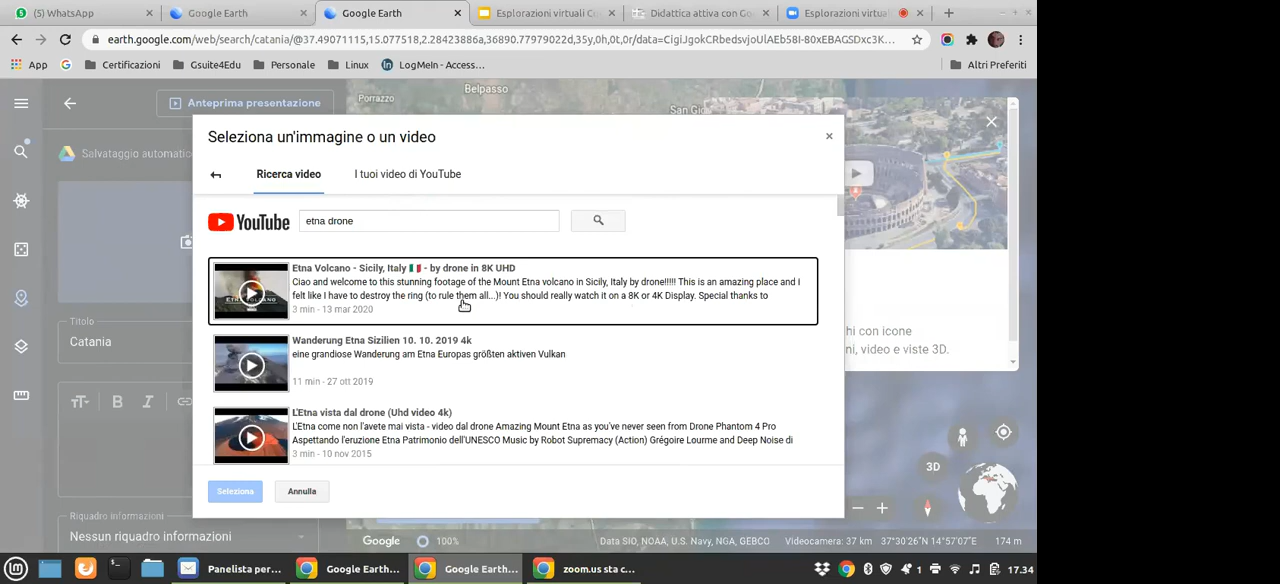 (5) WhatsApp
Google Earth
Google Earth
Esplorazioni virtuali C
Didattica attiva con Go
Esplorazioni virtual
earth.google.com/web/search/catania/@37.49071115,15.077518,2.28423886a,36890.77979022d,35y,0h,0t,0r/data=CigiJgokCRbedsvjoUlAEb58I-80xEBAGSDxc3K...
App
Certificazioni
Gsuite4Edu
Personale
Linux
LogMeIn - Access...
Altri Preferiti
Porrazzo
Belpasso
San Gi
Anteprima presentazione
Salvataggio automatic
Seleziona un'immagine o un video
Ricerca video
I tuoi video di YouTube
YouTube
etna drone
Etna Volcano - Sicily, Italy 🇮🇹 - by drone in 8K UHD
Ciao and welcome to this stunning footage of the Mount Etna volcano in Sicily, Italy by drone!!!!! This is an amazing place and I
felt like I have to destroy the ring (to rule them all...)! You should really watch it on a 8K or 4K Display. Special thanks to
3 min - 13 mar 2020
Wanderung Etna Sizilien 10. 10. 2019 4k
eine grandiose Wanderung am Etna Europas größten aktiven Vulkan
11 min - 27 ott 2019
L'Etna vista dal drone (Uhd video 4k)
L'Etna come non l'avete mai vista - video dal drone Amazing Mount Etna as you've never seen from Drone Phantom 4 Pro
Aspettando l'eruzione Etna Patrimonio dell'UNESCO Music by Robot Supremacy (Action) Grégoire Lourme and Deep Noise di
3 min - 10 nov 2015
Seleziona
Annulla
Titolo
Catania
Riquadro informazioni
Nessun riquadro informazioni
hi con icone
ni, video e viste 3D.
3D
Google
100%
Data SIO, NOAA, U.S. Navy, NGA, GEBCO
Videocamera: 37 km
37°30'26"N 14°57'07"E
174 m
Panelista per...
Google Earth...
Google Earth...
zoom.us sta c...
1
17.34